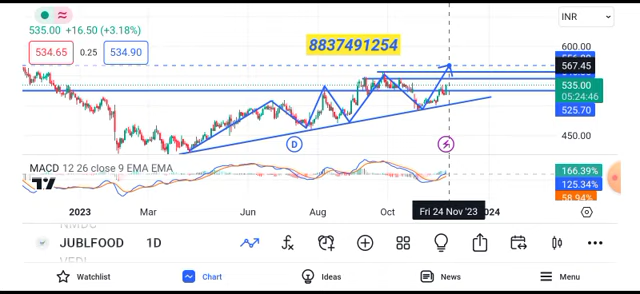 535.00 +16.50 (+3.18%)
INR
534.65 0.25 534.90
8837491254
600.00
567.45
535.00
05:24:46
525.70
450.00
D
MACD 12 26 close 9 EMA EMA
166.39%
125.34%
58.94%
2023 Mar Jun Aug Oct Fri 24 Nov '23 2024
JUBLFOOD 1D
Watchlist Chart Ideas News Menu